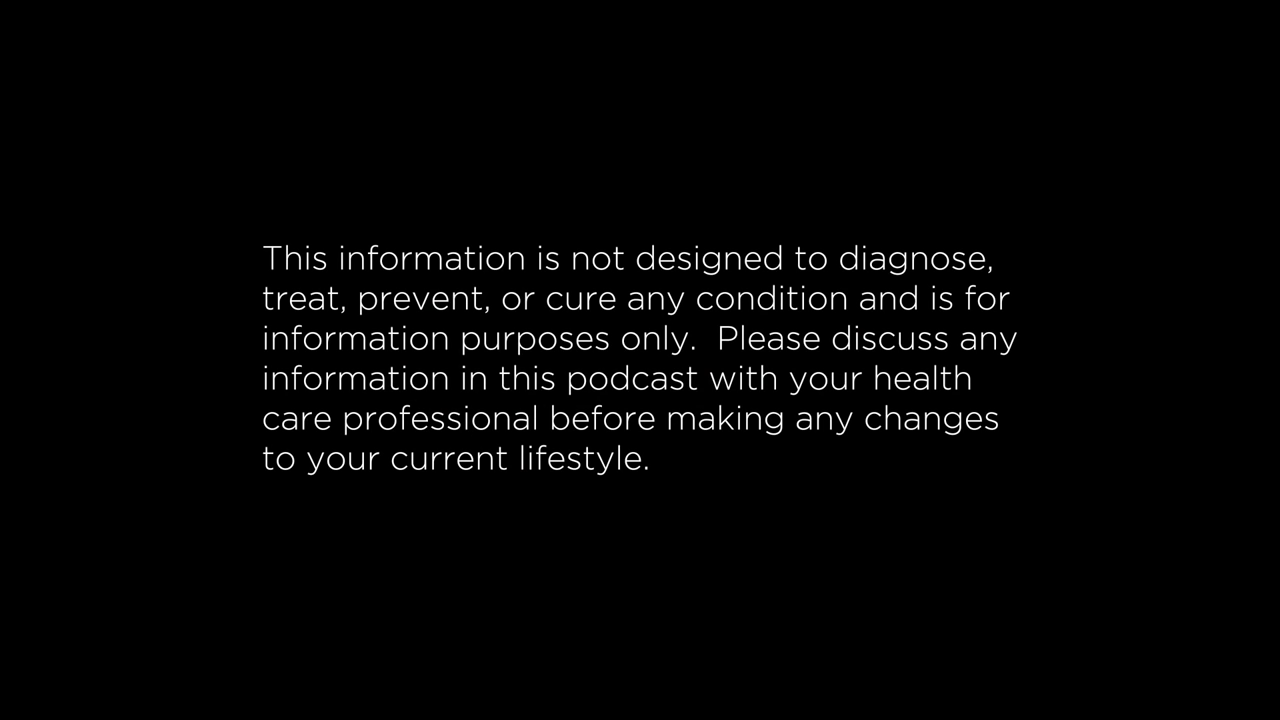 This information is not designed to diagnose,
treat, prevent, or cure any condition and is for
information purposes only.  Please discuss any
information in this podcast with your health
care professional before making any changes
to your current lifestyle.